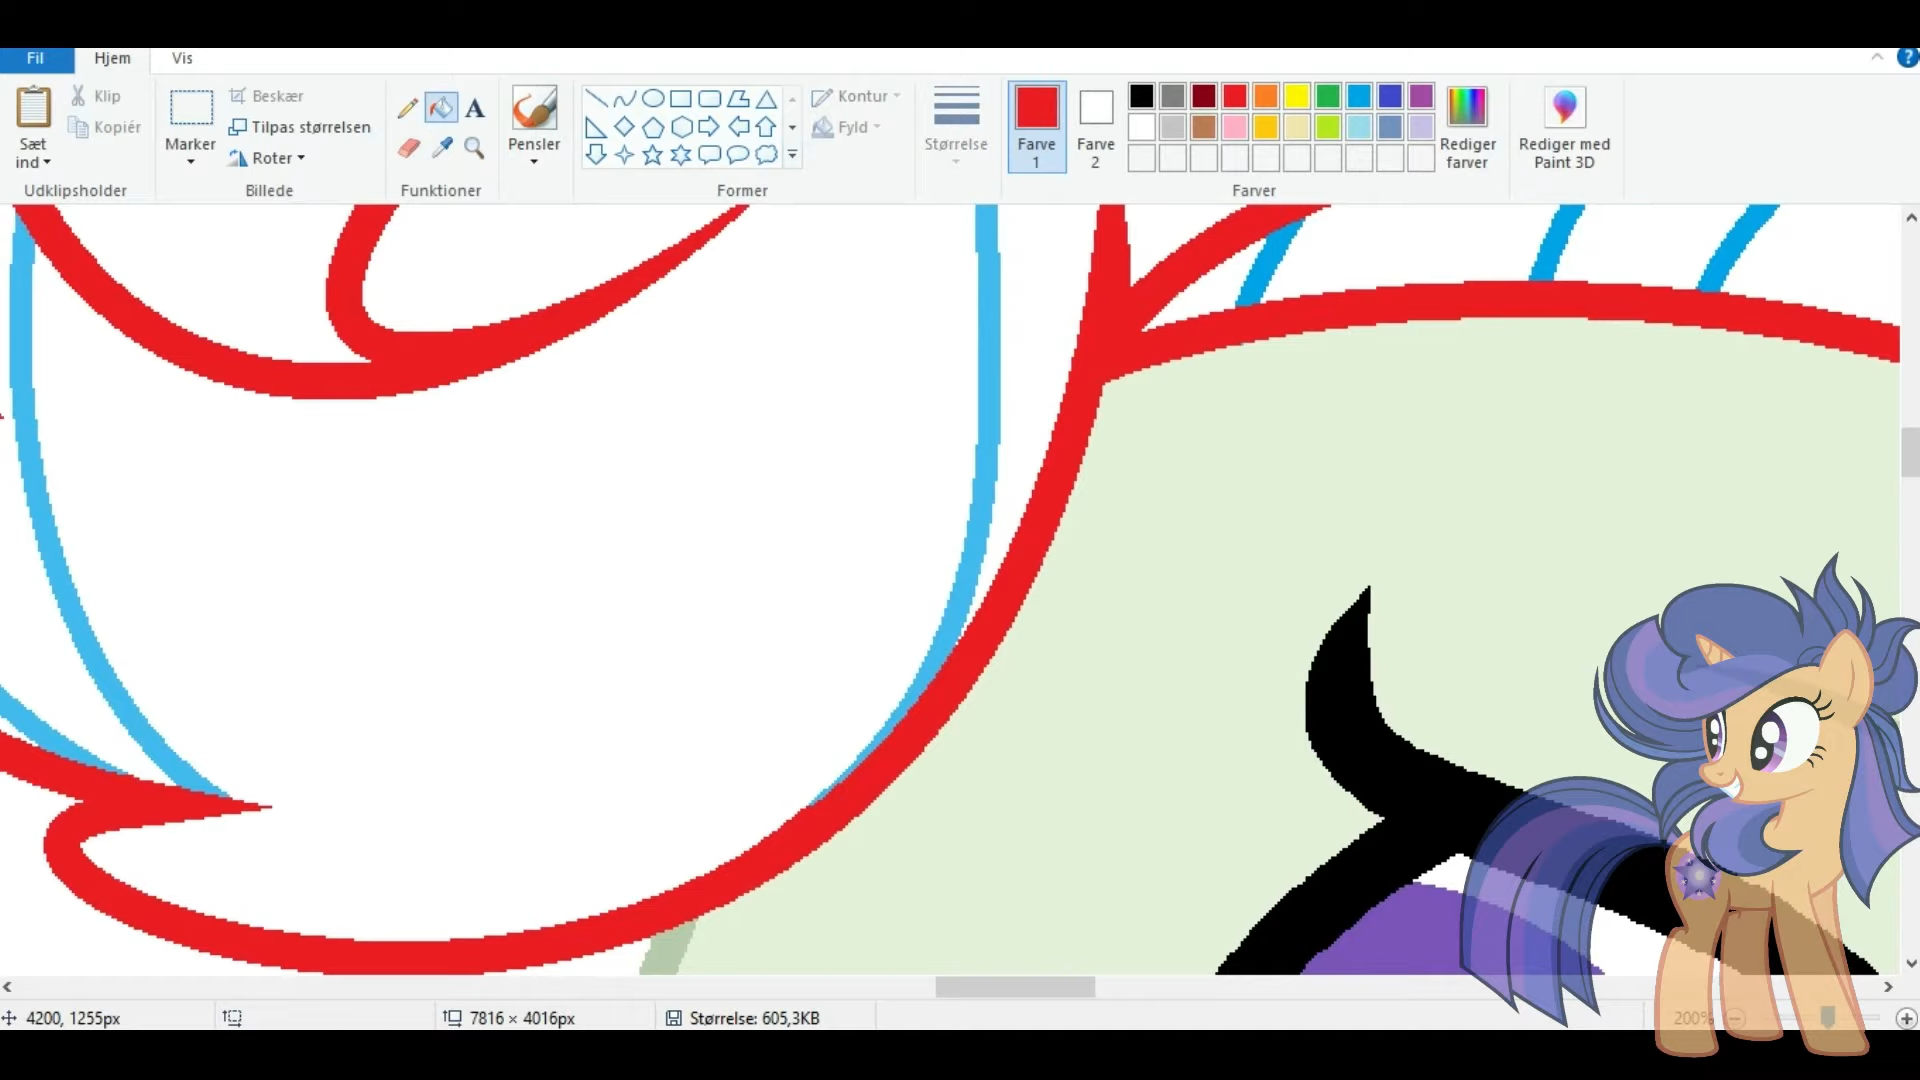 Fil Hjem Vis ?
Klip Beskær A Kontur
Kopiér Tilpas størrelsen Fyld
Sæt ind Marker Roter Pensler Størrelse Farve 1 Farve 2 Rediger farver Rediger med Paint 3D
Udklipsholder Billede Funktioner Former Farver
4200, 1255px 7816 × 4016px Størrelse: 605,3KB 200%